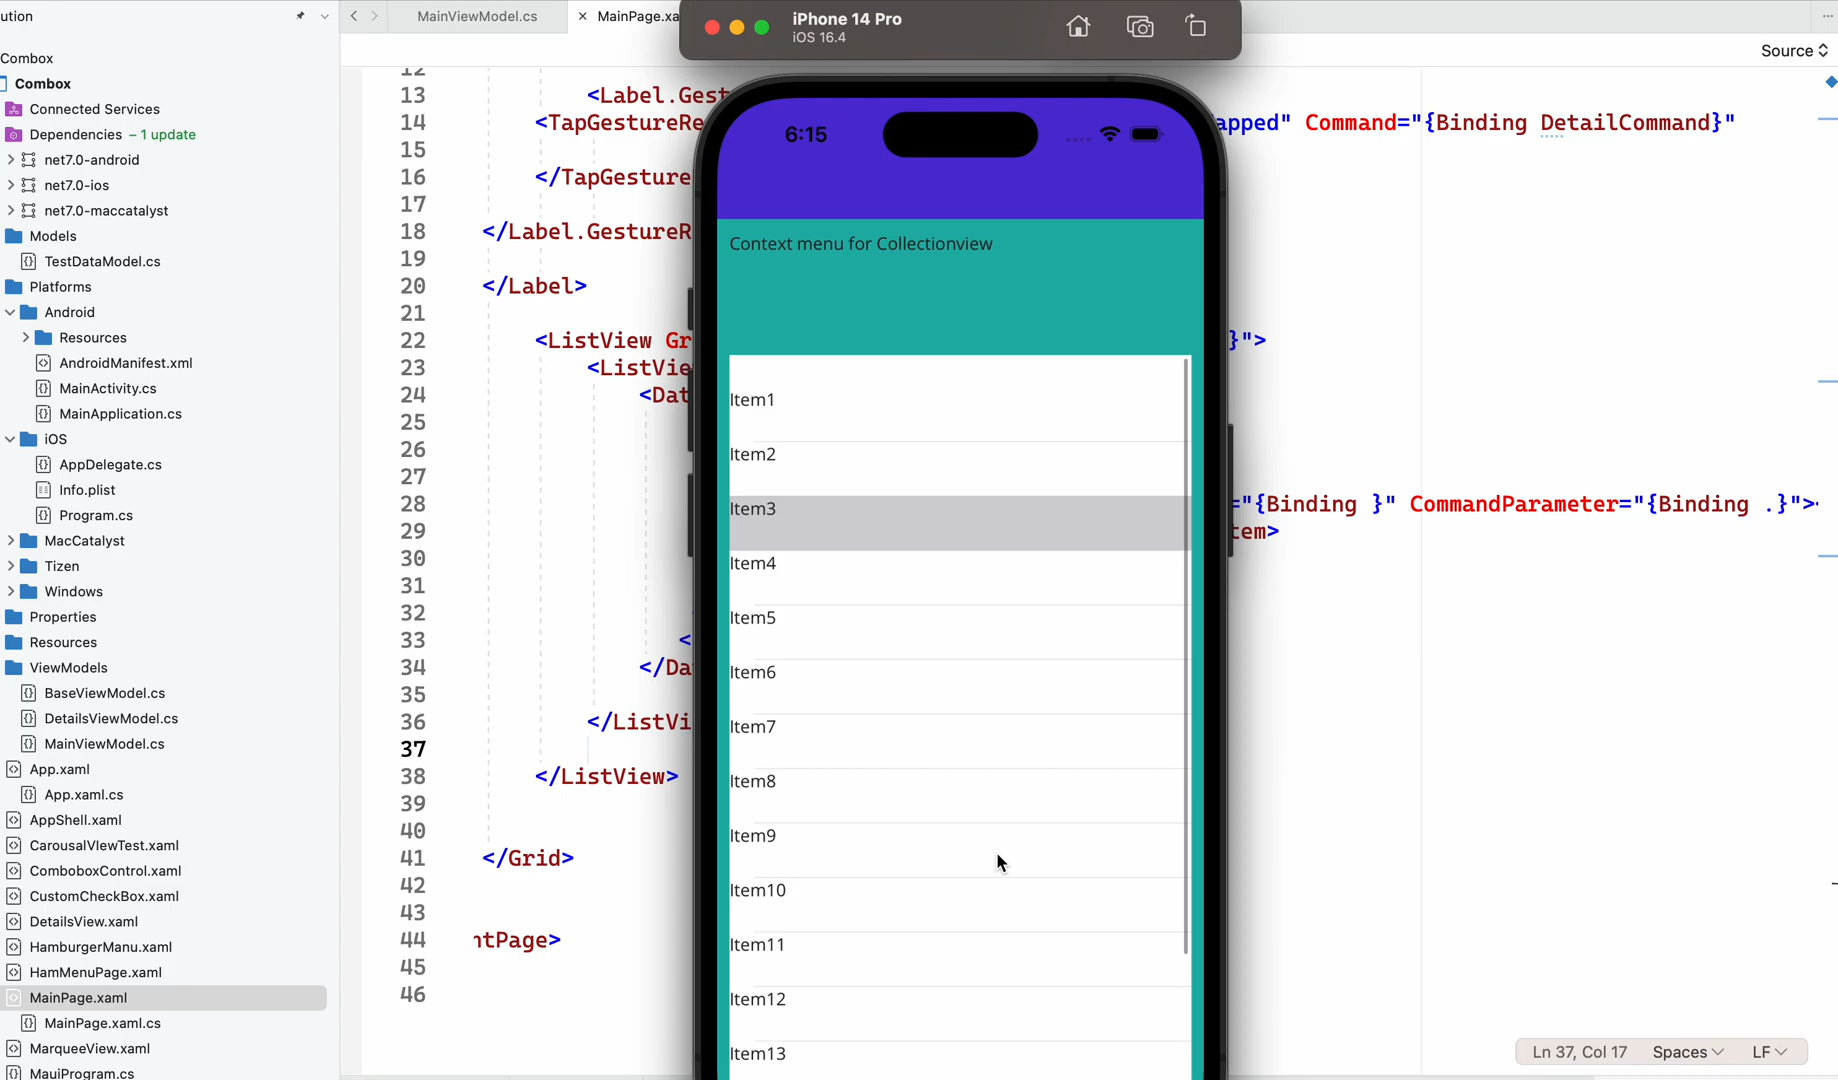 ution
Combox
Combox
Connected Services
Dependencies – 1 update
net7.0-android
net7.0-ios
net7.0-maccatalyst
Models
TestDataModel.cs
Platforms
Android
Resources
AndroidManifest.xml
MainActivity.cs
MainApplication.cs
iOS
AppDelegate.cs
Info.plist
Program.cs
MacCatalyst
Tizen
Windows
Properties
Resources
ViewModels
BaseViewModel.cs
DetailsViewModel.cs
MainViewModel.cs
App.xaml
App.xaml.cs
AppShell.xaml
CarousalVIewTest.xaml
ComboboxControl.xaml
CustomCheckBox.xaml
DetailsView.xaml
HamburgerManu.xaml
HamMenuPage.xaml
MainPage.xaml
MainPage.xaml.cs
MarqueeView.xaml
MauiProgram.cs
MainViewModel.cs
MainPage.xa
Source
12
13 <Label.Gest
14 <TapGestureRe apped" Command="{Binding DetailCommand}"
15
16 </TapGesture
17
18 </Label.GestureR
19
20 </Label>
21
22 <ListView Gr }">
23 <ListVie
24 <Dat
25
26
27
28 ="{Binding }" CommandParameter="{Binding .}">
29 tem>
30
31
32
33 <
34 </Da
35
36 </ListVi
37
38 </ListView>
39
40
41 </Grid>
42
43
44 ntPage>
45
46
iPhone 14 Pro
iOS 16.4
6:15
Context menu for Collectionview
Item1
Item2
Item3
Item4
Item5
Item6
Item7
Item8
Item9
Item10
Item11
Item12
Item13
Ln 37, Col 17 Spaces LF